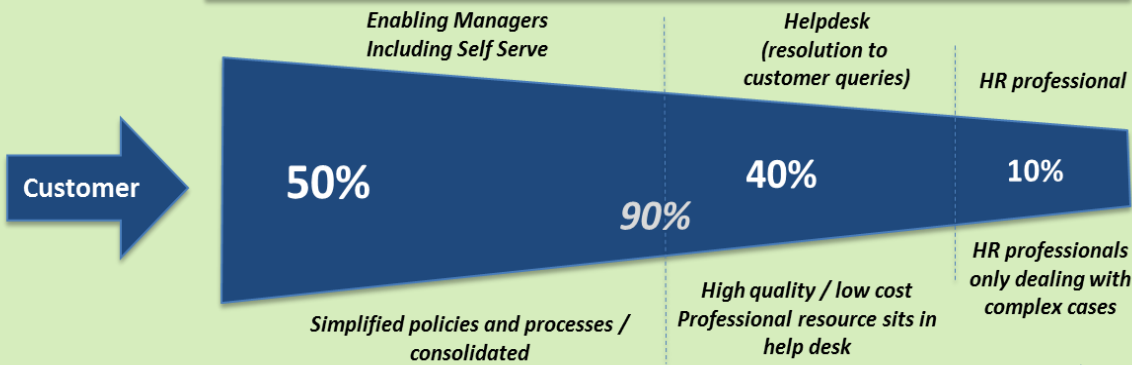 Enabling Managers
Including Self Serve
Helpdesk
(resolution to
customer queries)
HR professional
Customer
50%
90%
40%
10%
Simplified policies and processes /
consolidated
High quality / low cost
Professional resource sits in
help desk
HR professionals
only dealing with
complex cases